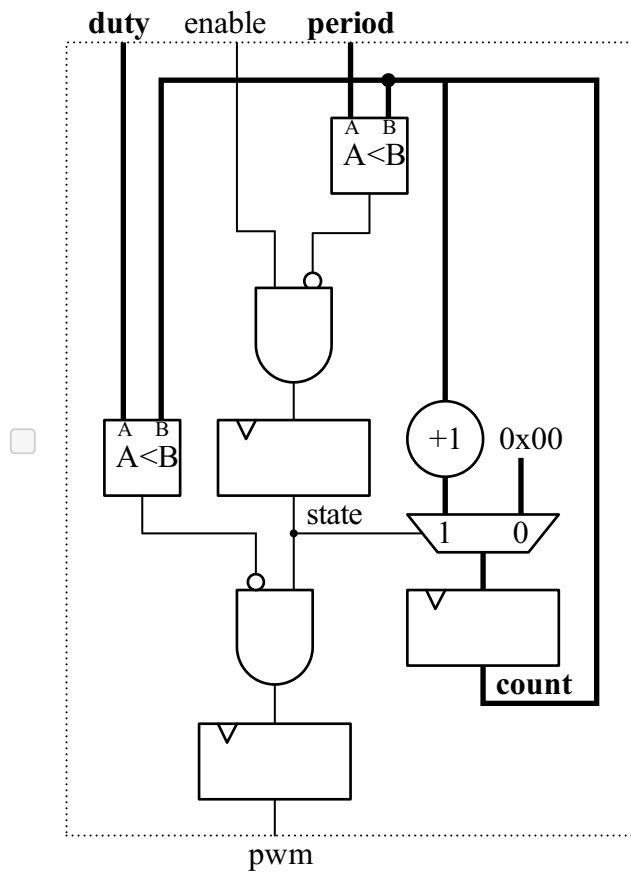 duty enable period
A B
A<B
+1 0x00
A B
A<B
state
1 0
count
pwm